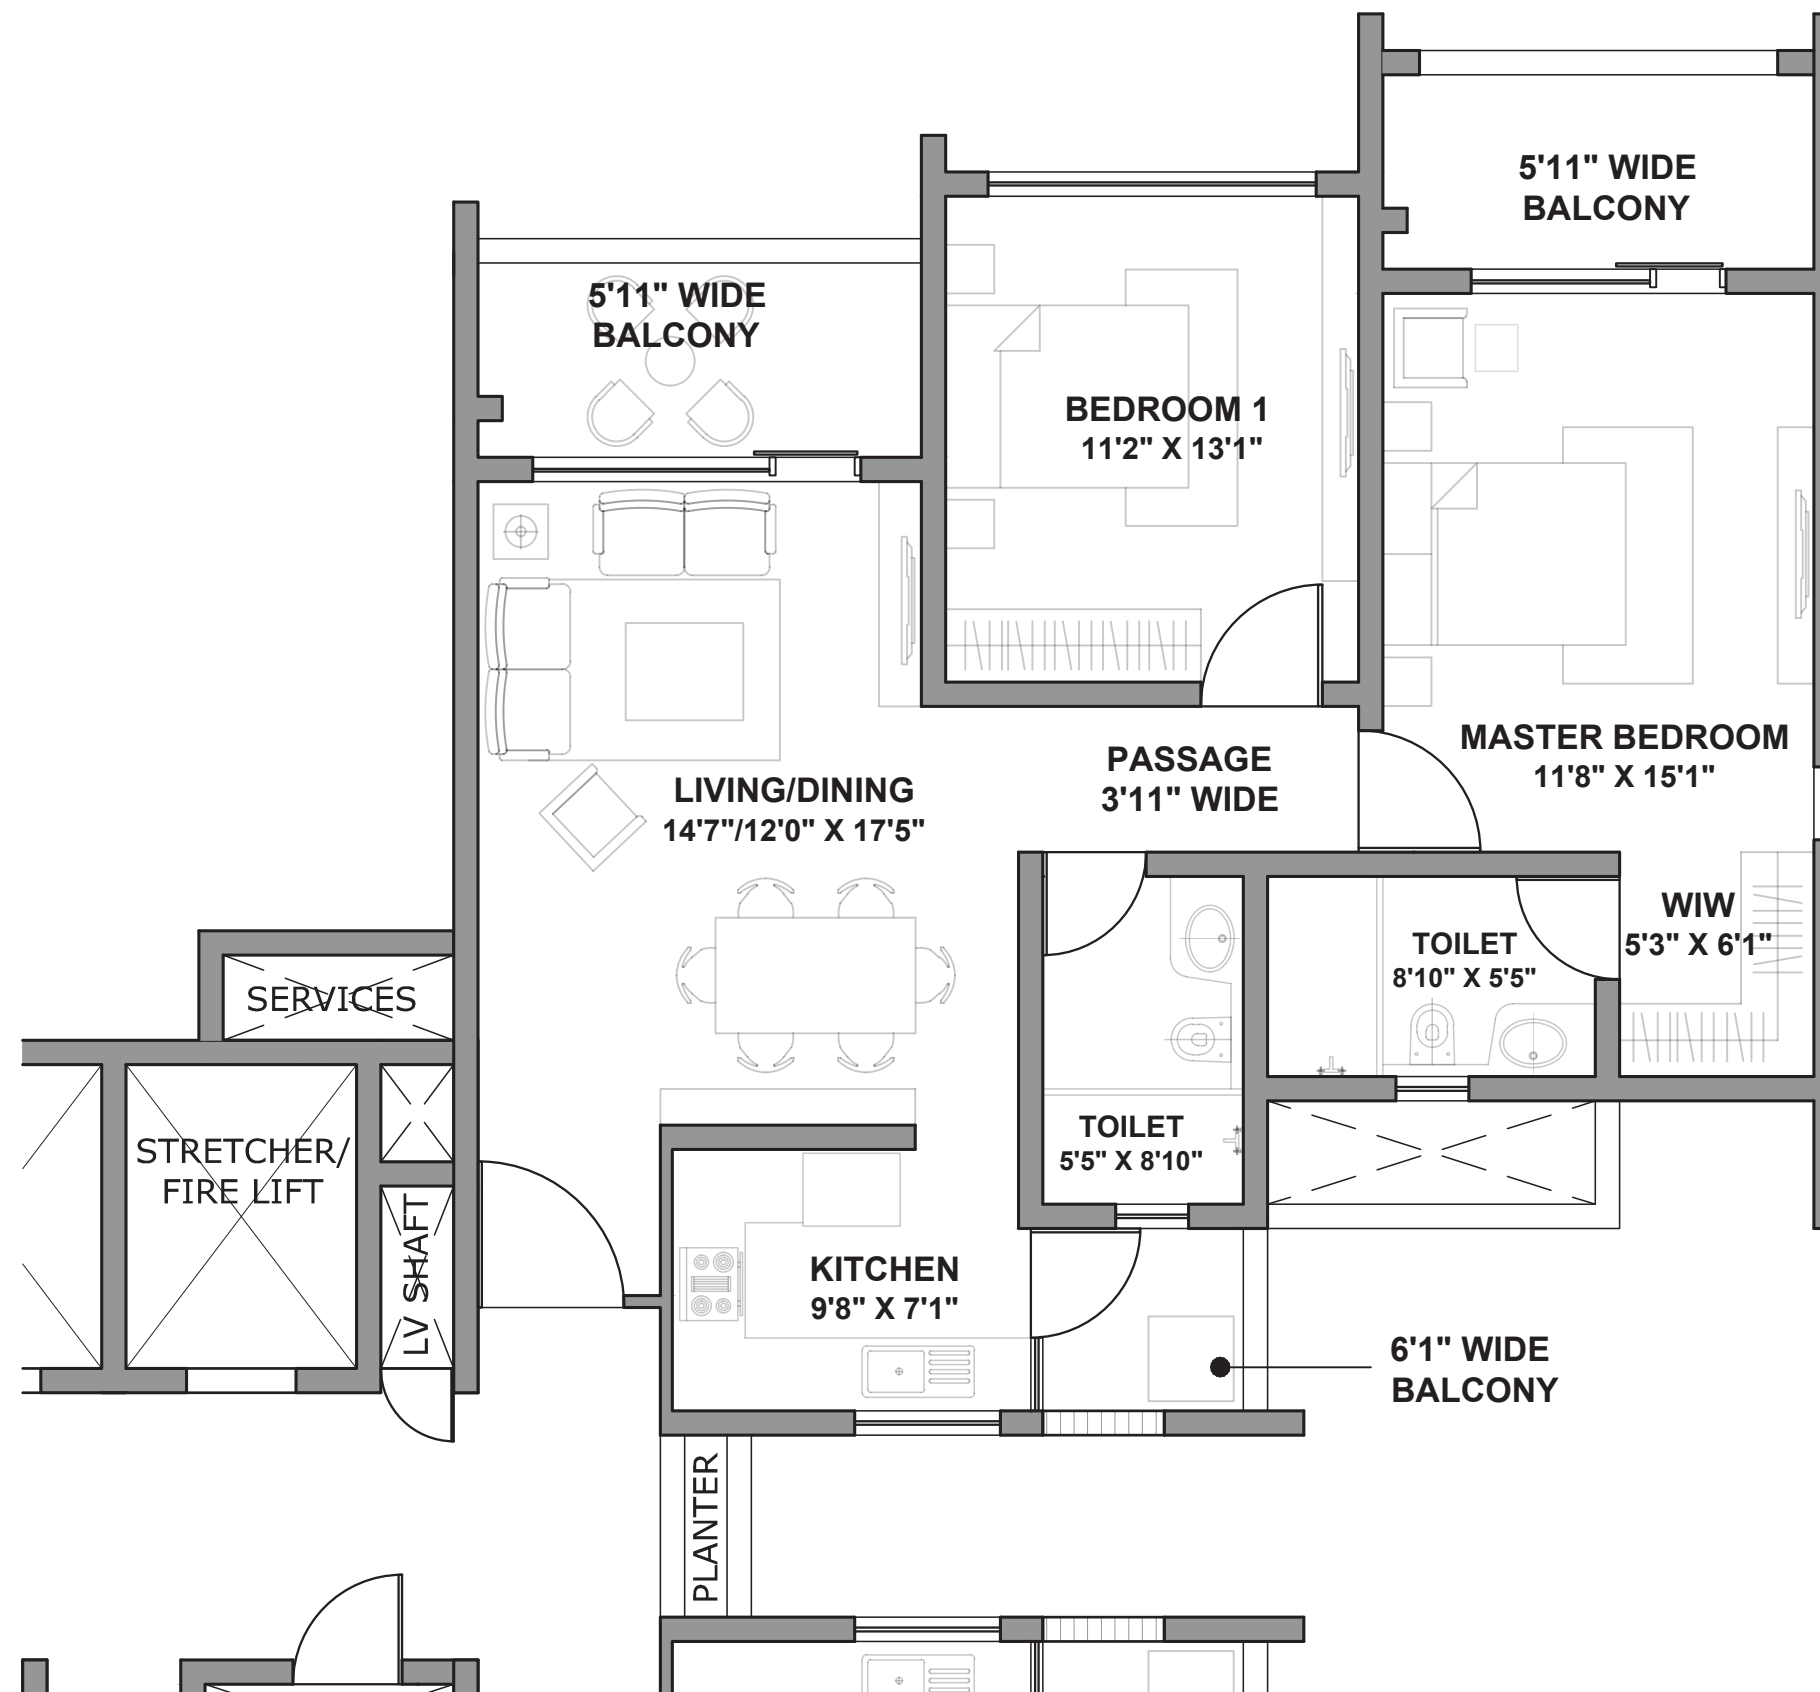 5'11" WIDE
BALCONY
5'11" WIDE
BALCONY
BEDROOM 1
11'2" X 13'1"
MASTER BEDROOM
11'8" X 15'1"
PASSAGE
3'11" WIDE
LIVING/DINING
14'7"/12'0" X 17'5"
WIW
5'3" X 6'1"
TOILET
8'10" X 5'5"
SERVICES
TOILET
5'5" X 8'10"
STRETCHER/
FIRE LIFT
LV SHAFT
KITCHEN
9'8" X 7'1"
6'1" WIDE
BALCONY
PLANTER